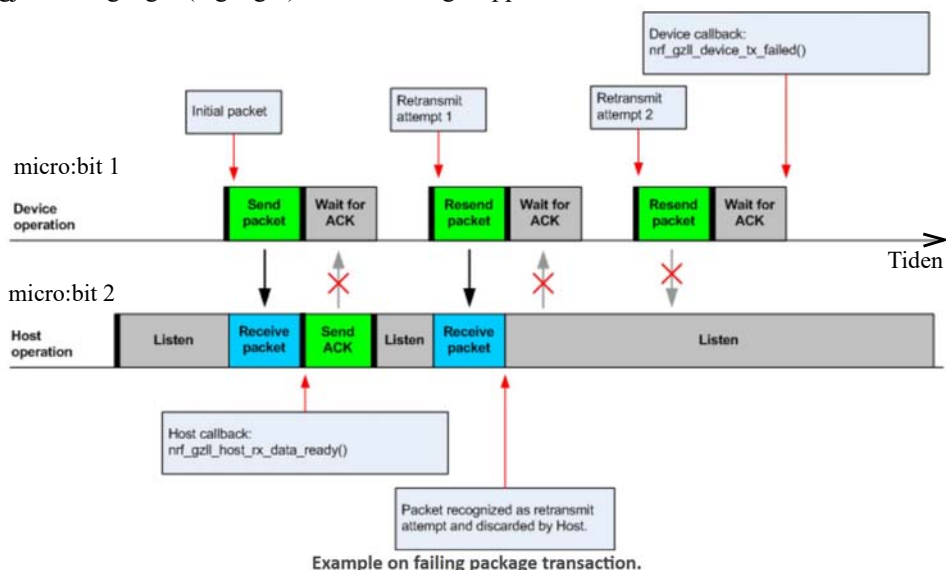 Device callback:
nrf_gzll_device_tx_failed()
Initial packet
Retransmit
attempt 1
Retransmit
attempt 2
micro:bit 1
Device
operation
Send
packet
Wait for
ACK
Resend
packet
Wait for
ACK
Resend
packet
Wait for
ACK
Tiden
micro:bit 2
Host
operation
Listen
Receive
packet
Send
ACK
Listen
Receive
packet
Listen
Host callback:
nrf_gzll_host_rx_data_ready()
Packet recognized as retransmit
attempt and discarded by Host.
Example on failing package transaction.